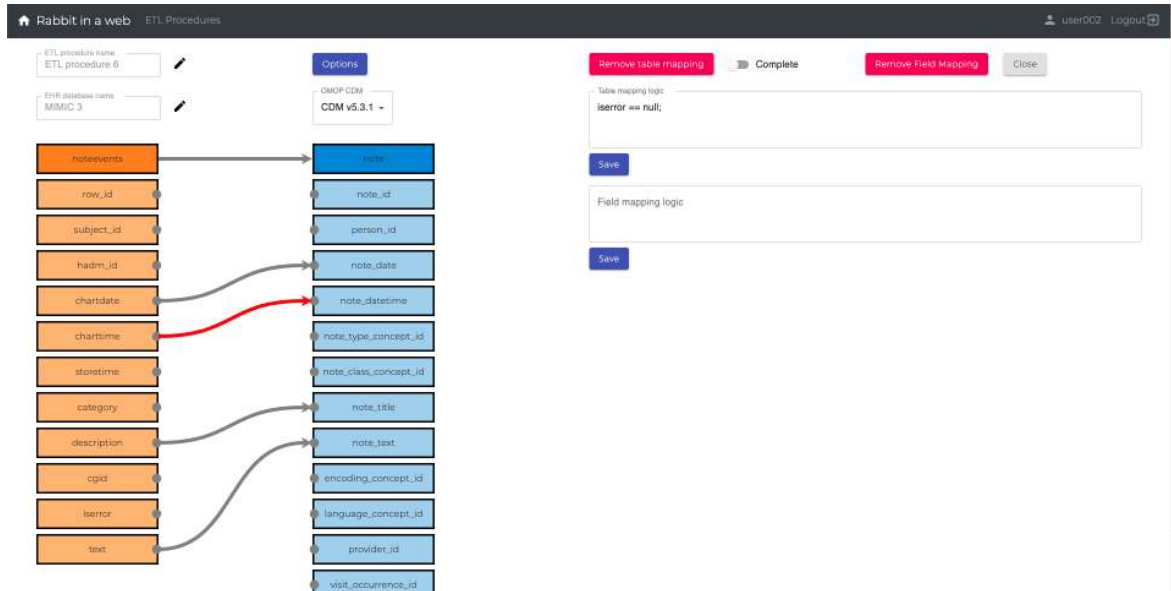 Rabbit in a web ETL Procedures user002 Logout
ETL procedure name
ETL procedure 6
Options
Remove table mapping Complete Remove Field Mapping Close
EHR database name
MIMIC 3
OMOP CDM
CDM v5.3.1
Table mapping logic
iserror == null;
Save
Field mapping logic
Save
noteevents note
row_id note_id
subject_id person_id
hadm_id note_date
chartdate note_datetime
charttime note_type_concept_id
storetime note_class_concept_id
category note_title
description note_text
cgid encoding_concept_id
iserror language_concept_id
text provider_id
visit_occurrence_id